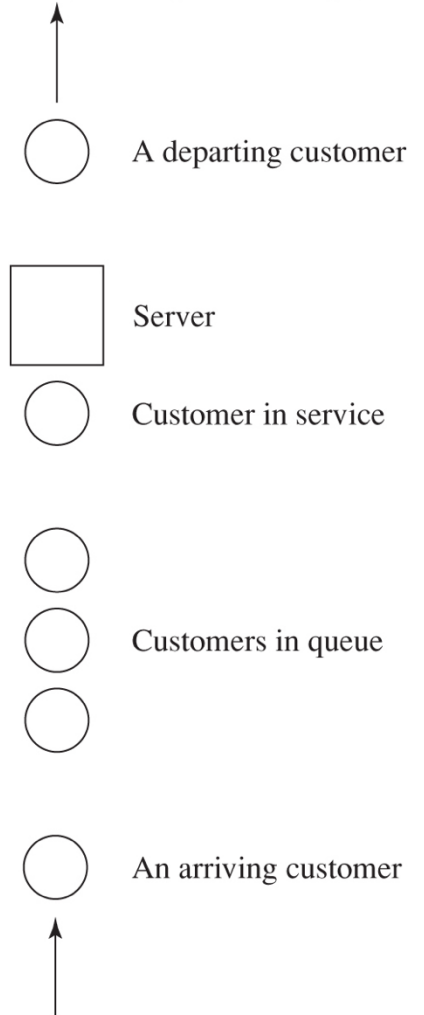 A departing customer
Server
Customer in service
Customers in queue
An arriving customer